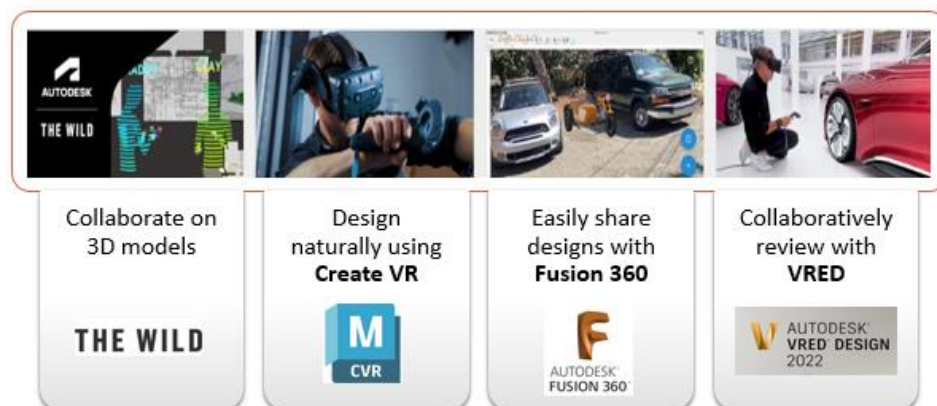 AUTODESK
THE WILD
Collaborate on
3D models
THE WILD
Design
naturally using
Create VR
M
CVR
Easily share
designs with
Fusion 360
F
AUTODESK
FUSION 360
Collaboratively
review with
VRED
V
AUTODESK
VRED DESIGN
2022